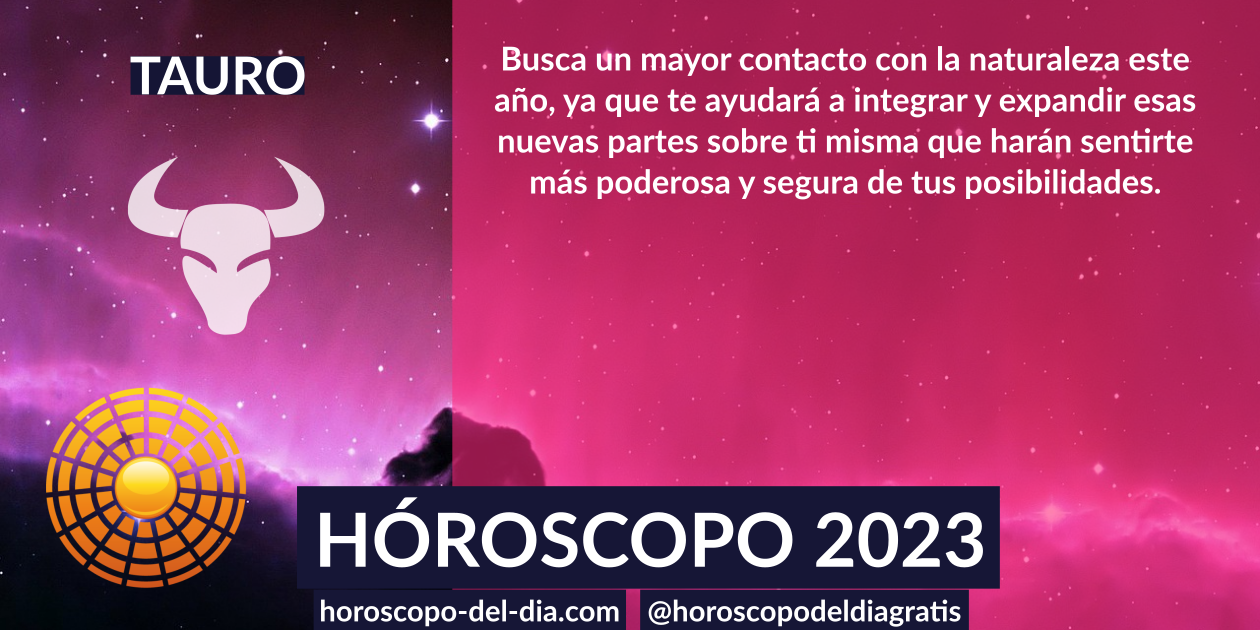 TAURO
Busca un mayor contacto con la naturaleza este
año, ya que te ayudará a integrar y expandir esas
nuevas partes sobre ti misma que harán sentirte
más poderosa y segura de tus posibilidades.
HÓROSCOPO 2023
horoscopo-del-dia.com
@horoscopodeldiagratis